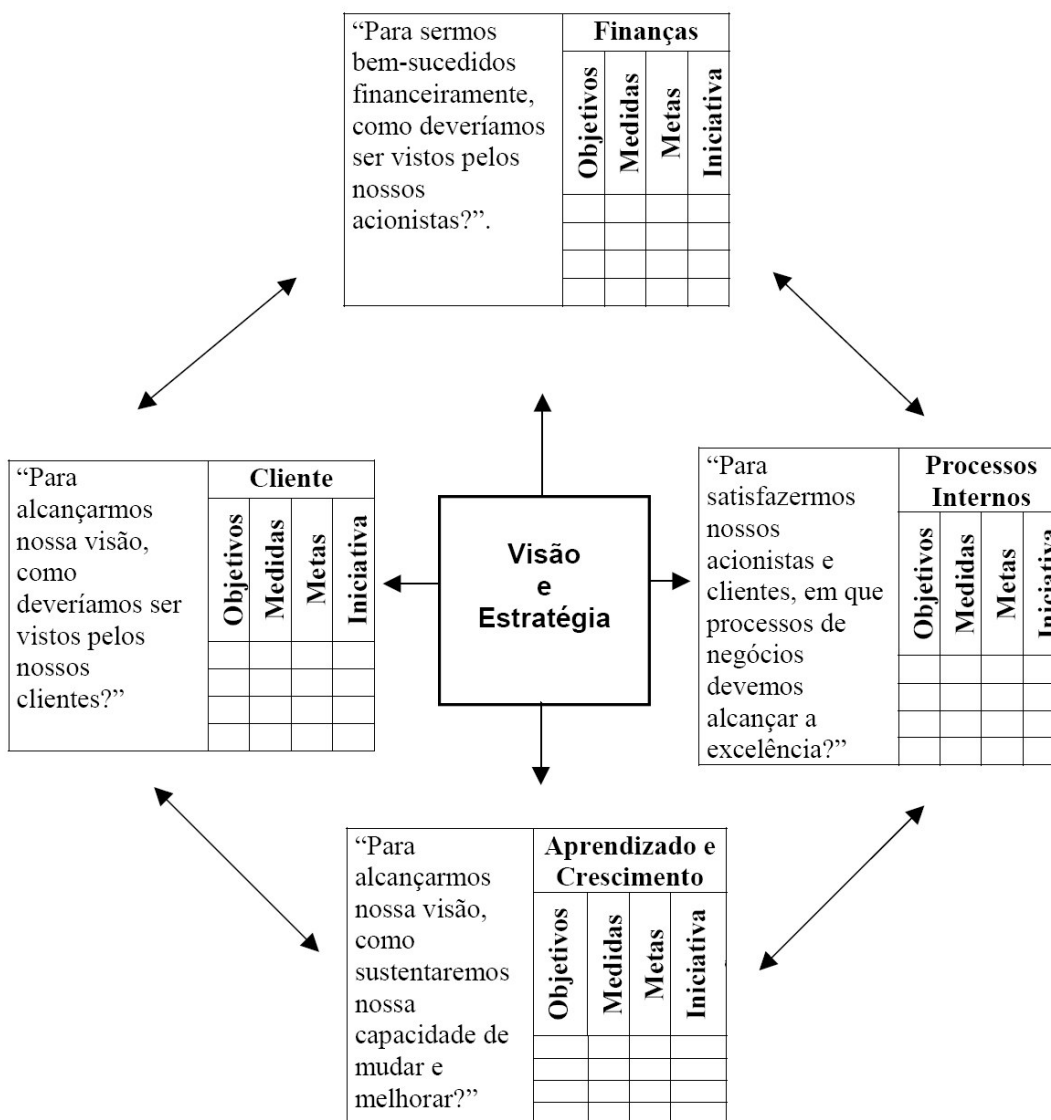 “Para sermos
bem-sucedidos
financeiramente,
como deveríamos
ser vistos pelos
nossos
acionistas?”.
Finanças
Objetivos
Medidas
Metas
Iniciativa
“Para
alcançarmos
nossa visão,
como
deveríamos ser
vistos pelos
nossos
clientes?”
Cliente
Objetivos
Medidas
Metas
Iniciativa
Visão
e
Estratégia
“Para
satisfazermos
nossos
acionistas e
clientes, em que
processos de
negócios
devemos
alcançar a
excelência?”
Processos
Internos
Objetivos
Medidas
Metas
Iniciativa
“Para
alcançarmos
nossa visão,
como
sustentaremos
nossa
capacidade de
mudar e
melhorar?”
Aprendizado e
Crescimento
Objetivos
Medidas
Metas
Iniciativa